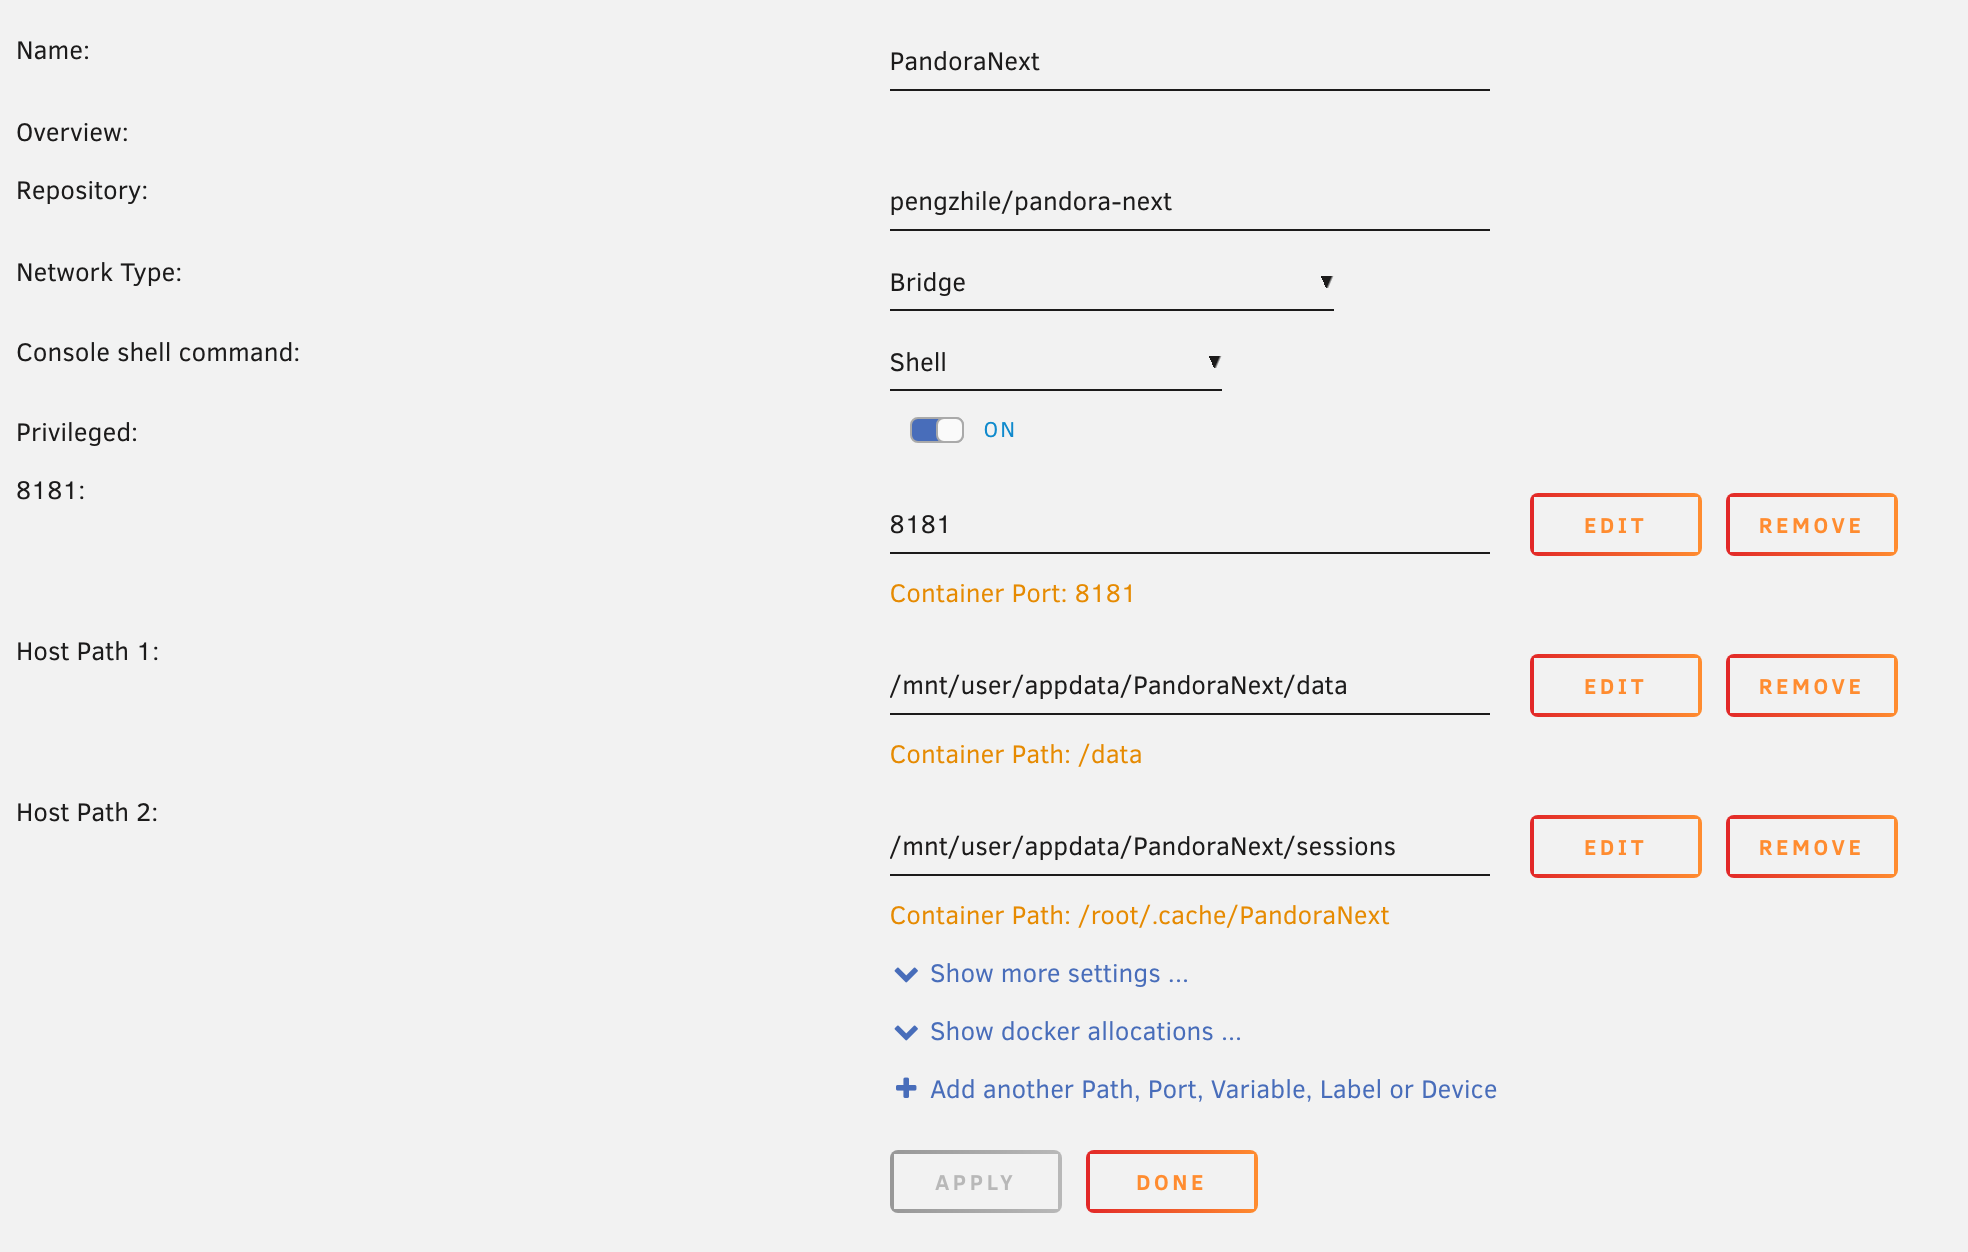 Name:
PandoraNext
Overview:
Repository:
pengzhile/pandora-next
Network Type:
Bridge
Console shell command:
Shell
Privileged:
ON
8181:
8181
EDIT
REMOVE
Container Port: 8181
Host Path 1:
/mnt/user/appdata/PandoraNext/data
EDIT
REMOVE
Container Path: /data
Host Path 2:
/mnt/user/appdata/PandoraNext/sessions
EDIT
REMOVE
Container Path: /root/.cache/PandoraNext
Show more settings ...
Show docker allocations ...
Add another Path, Port, Variable, Label or Device
APPLY
DONE